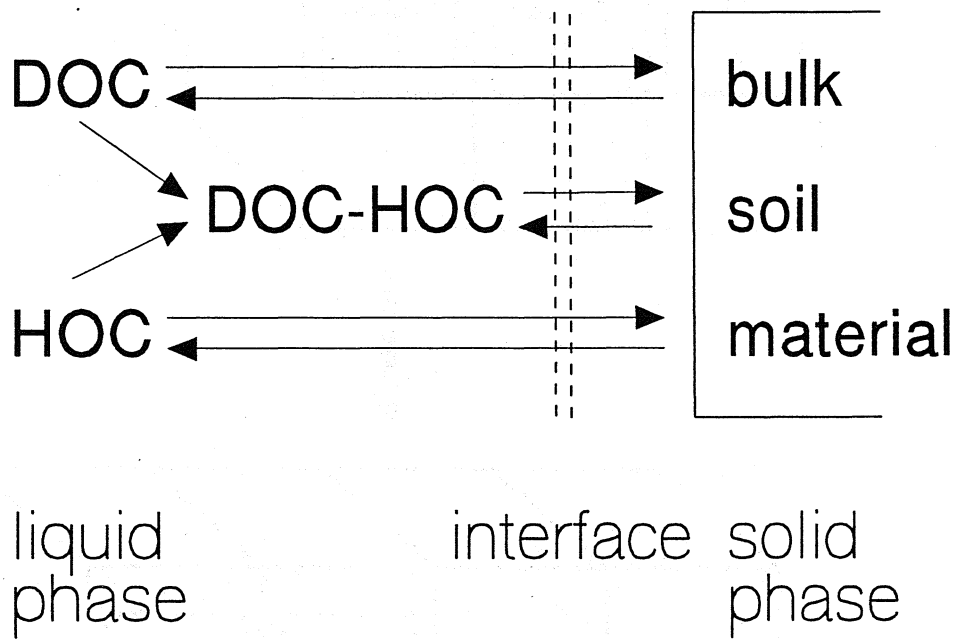 DOC
bulk
DOC-HOC
soil
HOC
material
liquid phase
interface
solid phase